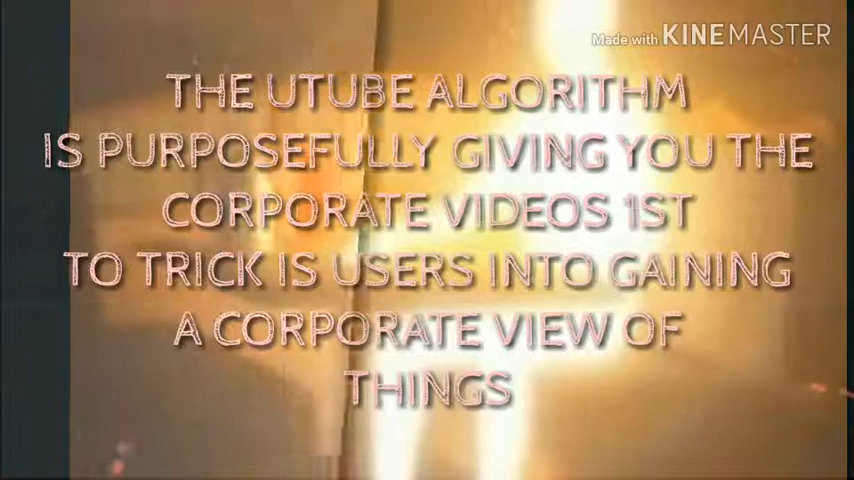 Made with KINEMASTER
THE UTUBE ALGORITHM
IS PURPOSEFULLY GIVING YOU THE
CORPORATE VIDEOS 1ST
TO TRICK IS USERS INTO GAINING
A CORPORATE VIEW OF
THINGS